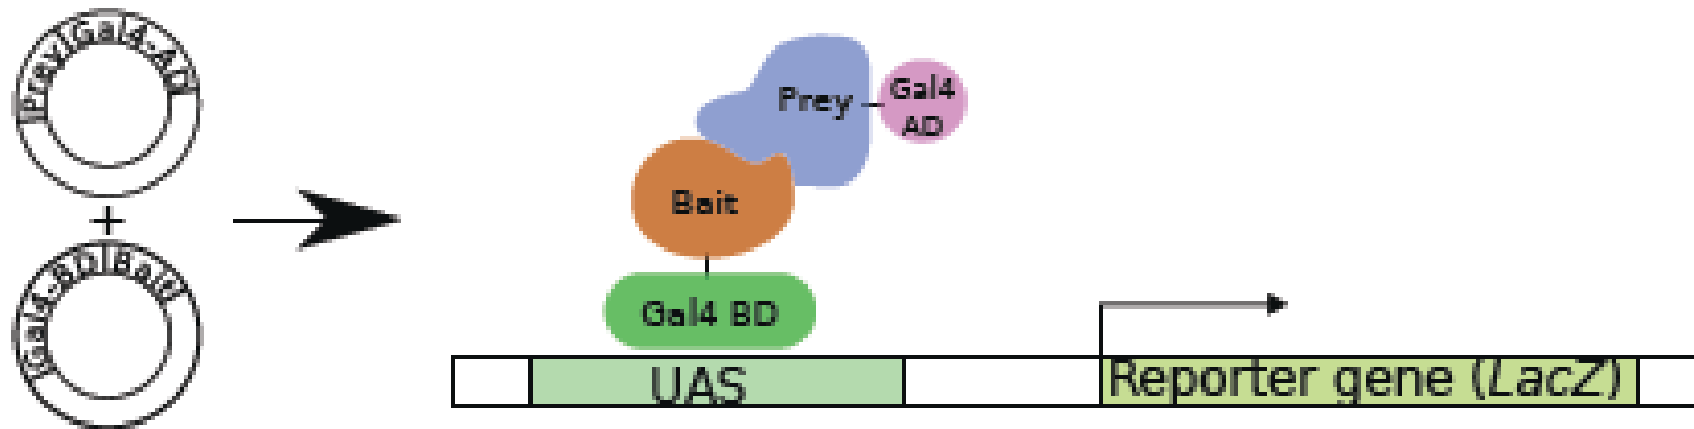 Prey Gal4-AD
+
Gal4-BD Bait
Prey
Gal4
AD
Bait
Gal4 BD
UAS
Reporter gene (LacZ)